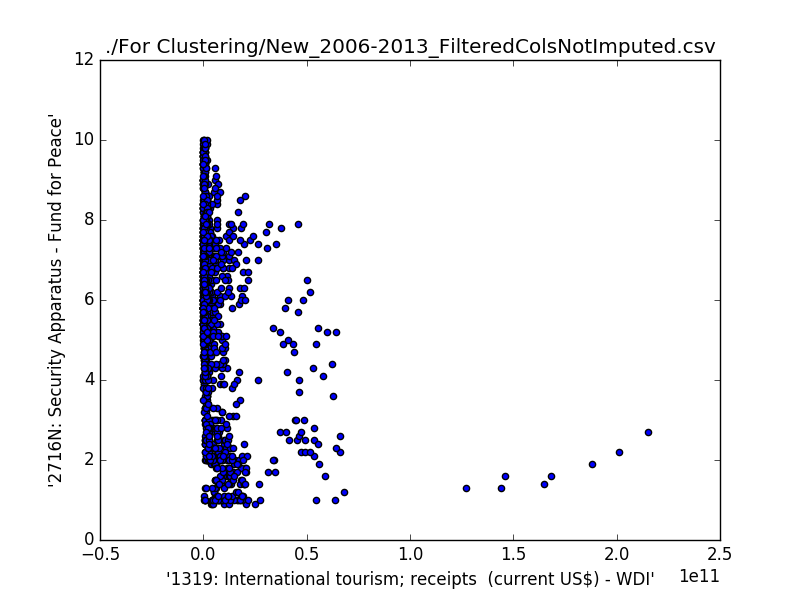 ./For Clustering/New_2006-2013_FilteredColsNotImputed.csv
12
10
8
6
4
2
0
'2716N: Security Apparatus - Fund for Peace'
−0.5 0.0 0.5 1.0 1.5 2.0 2.5
1e11
'1319: International tourism; receipts (current US$) - WDI'